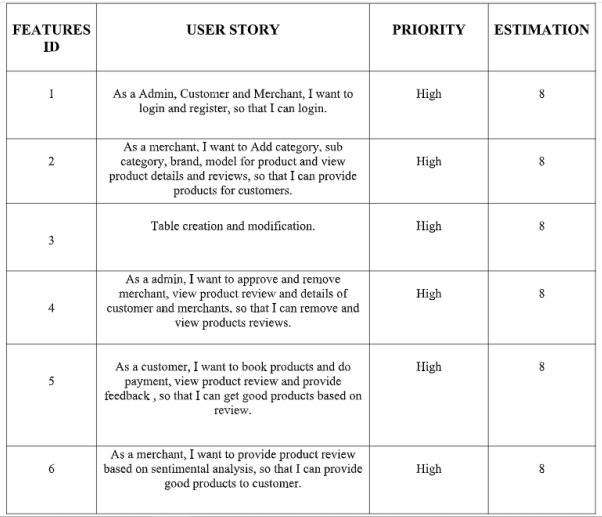 FEATURES ID USER STORY PRIORITY ESTIMATION
1 As a Admin, Customer and Merchant, I want to High 8
login and register, so that I can login.
As a merchant, I want to Add category, sub
2 category, brand, model for product and view High 8
product details and reviews, so that I can provide
products for customers.
3 Table creation and modification. High 8
As a admin, I want to approve and remove
merchant, view product review and details of High 8
4 customer and merchants, so that I can remove and
view products reviews.
As a customer, I want to book products and do High 8
5 payment, view product review and provide
feedback , so that I can get good products based on
review.
As a merchant, I want to provide product review
6 based on sentimental analysis, so that I can provide High 8
good products to customer.